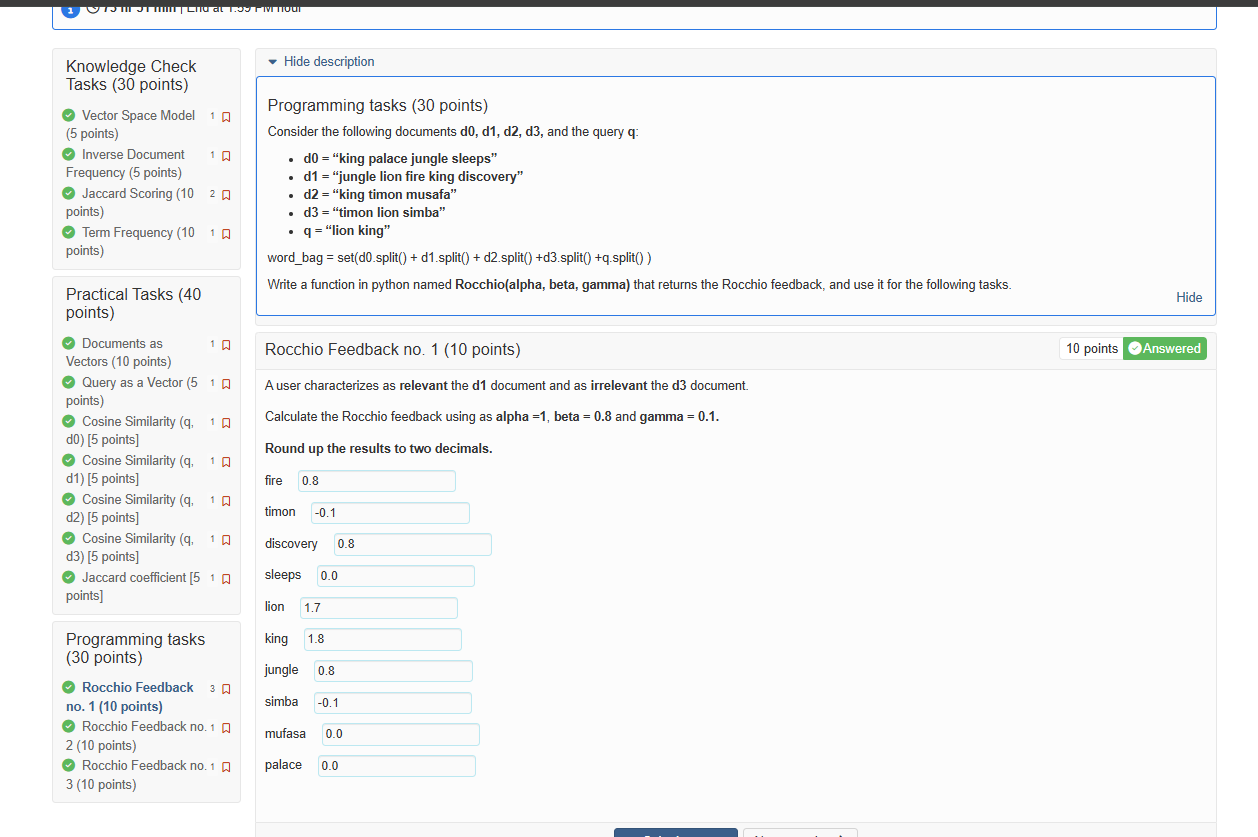 73 hr 51 min | End at 1:59 PM hour
Knowledge Check
Tasks (30 points)
Vector Space Model 1
(5 points)
Inverse Document 1
Frequency (5 points)
Jaccard Scoring (10 2
points)
Term Frequency (10 1
points)
Practical Tasks (40
points)
Documents as 1
Vectors (10 points)
Query as a Vector (5 1
points)
Cosine Similarity (q, 1
d0) [5 points]
Cosine Similarity (q, 1
d1) [5 points]
Cosine Similarity (q, 1
d2) [5 points]
Cosine Similarity (q, 1
d3) [5 points]
Jaccard coefficient [5 1
points]
Programming tasks
(30 points)
Rocchio Feedback 3
no. 1 (10 points)
Rocchio Feedback no. 1
2 (10 points)
Rocchio Feedback no. 1
3 (10 points)
Hide description
Programming tasks (30 points)
Consider the following documents d0, d1, d2, d3, and the query q:
• d0 = “king palace jungle sleeps”
• d1 = “jungle lion fire king discovery”
• d2 = “king timon musafa”
• d3 = “timon lion simba”
• q = “lion king”
word_bag = set(d0.split() + d1.split() + d2.split() +d3.split() +q.split() )
Write a function in python named Rocchio(alpha, beta, gamma) that returns the Rocchio feedback, and use it for the following tasks.
Hide
Rocchio Feedback no. 1 (10 points)
10 points Answered
A user characterizes as relevant the d1 document and as irrelevant the d3 document.
Calculate the Rocchio feedback using as alpha =1, beta = 0.8 and gamma = 0.1.
Round up the results to two decimals.
fire 0.8
timon -0.1
discovery 0.8
sleeps 0.0
lion 1.7
king 1.8
jungle 0.8
simba -0.1
mufasa 0.0
palace 0.0